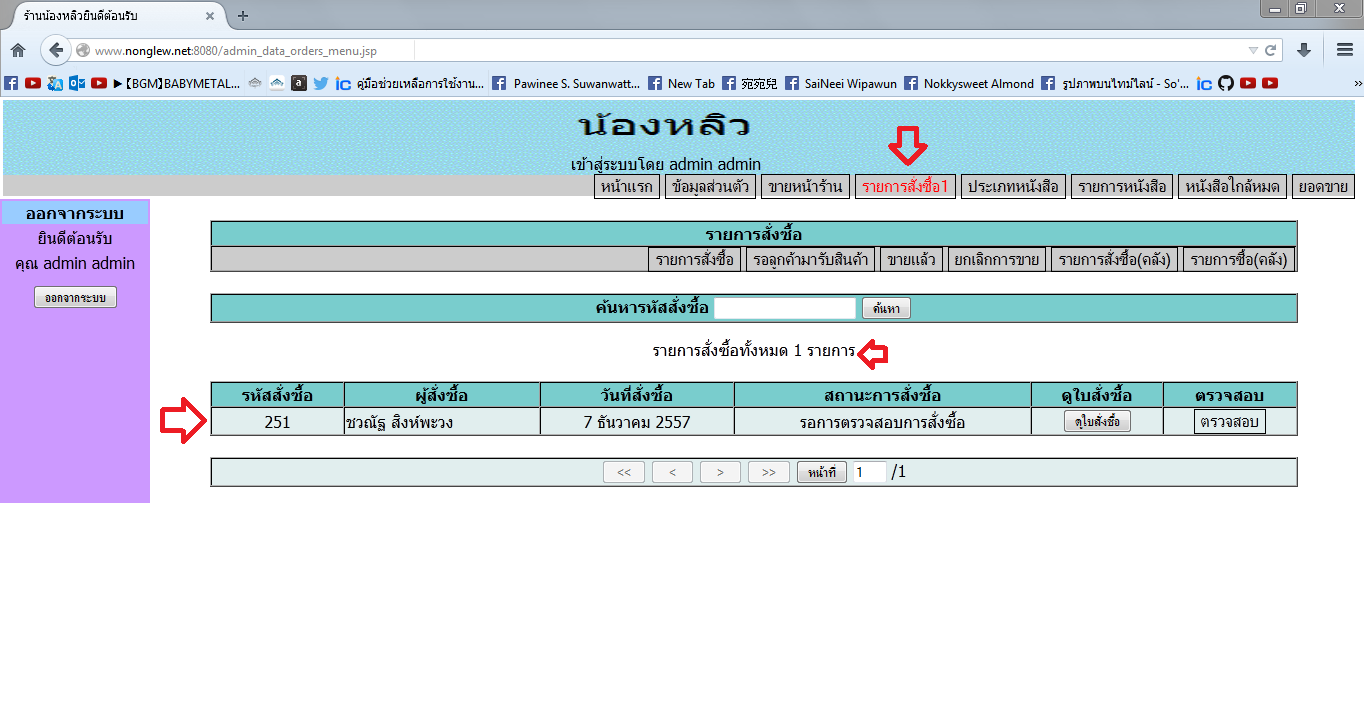 ร้านน้องหลิวยินดีต้อนรับ
www.nonglew.net:8080/admin_data_orders_menu.jsp
►【BGM】BABYMETAL... a ic คู่มือช่วยเหลือการใช้งาน... Pawinee S. Suwanwatt... New Tab 宛宛兒 SaiNeei Wipawun Nokkysweet Almond รูปภาพบนไทม์ไลน์ - So'... ic »
น้องหลิว
เข้าสู่ระบบโดย admin admin
หน้าแรก ข้อมูลส่วนตัว ขายหน้าร้าน รายการสั่งซื้อ1 ประเภทหนังสือ รายการหนังสือ หนังสือใกล้หมด ยอดขาย
ออกจากระบบ
ยินดีต้อนรับ
คุณ admin admin
ออกจากระบบ
รายการสั่งซื้อ
รายการสั่งซื้อ รอลูกค้ามารับสินค้า ขายแล้ว ยกเลิกการขาย รายการสั่งซื้อ(คลัง) รายการซื้อ(คลัง)
ค้นหารหัสสั่งซื้อ ค้นหา
รายการสั่งซื้อทั้งหมด 1 รายการ
รหัสสั่งซื้อ ผู้สั่งซื้อ วันที่สั่งซื้อ สถานะการสั่งซื้อ ดูใบสั่งซื้อ ตรวจสอบ
251 ชวณัฐ สิงห์พะวง 7 ธันวาคม 2557 รอการตรวจสอบการสั่งซื้อ ดูใบสั่งซื้อ ตรวจสอบ
<< < > >> หน้าที่ 1 /1